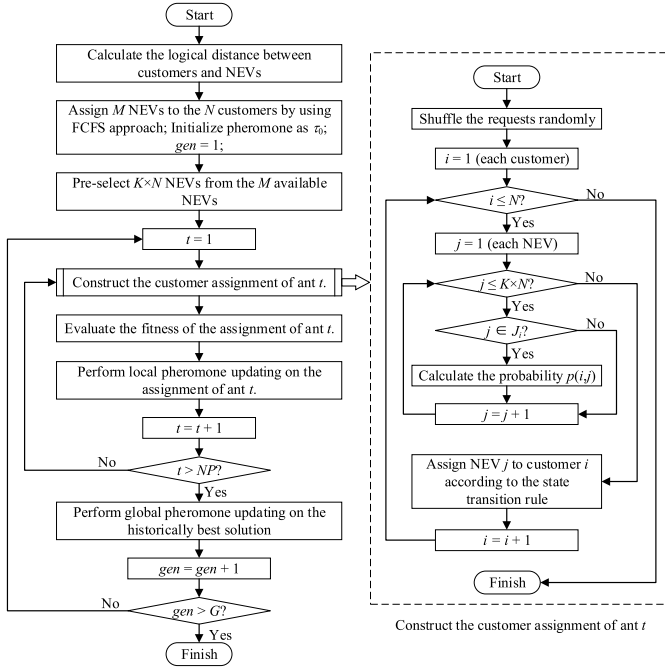 Start
Calculate the logical distance between
customers and NEVs
Assign M NEVs to the N customers by using
FCFS approach; Initialize pheromone as τ0;
gen = 1;
Pre-select K×N NEVs from the M available
NEVs
t = 1
Construct the customer assignment of ant t.
Evaluate the fitness of the assignment of ant t.
Perform local pheromone updating on the
assignment of ant t.
t = t + 1
No
t > NP?
Yes
Perform global pheromone updating on the
historically best solution
gen = gen + 1
No
gen > G?
Yes
Finish
Start
Shuffle the requests randomly
i = 1 (each customer)
i ≤ N?
No
Yes
j = 1 (each NEV)
j ≤ K×N?
No
Yes
j ∈ Ji?
No
Yes
Calculate the probability p(i,j)
j = j + 1
Assign NEV j to customer i
according to the state
transition rule
i = i + 1
Finish
Construct the customer assignment of ant t